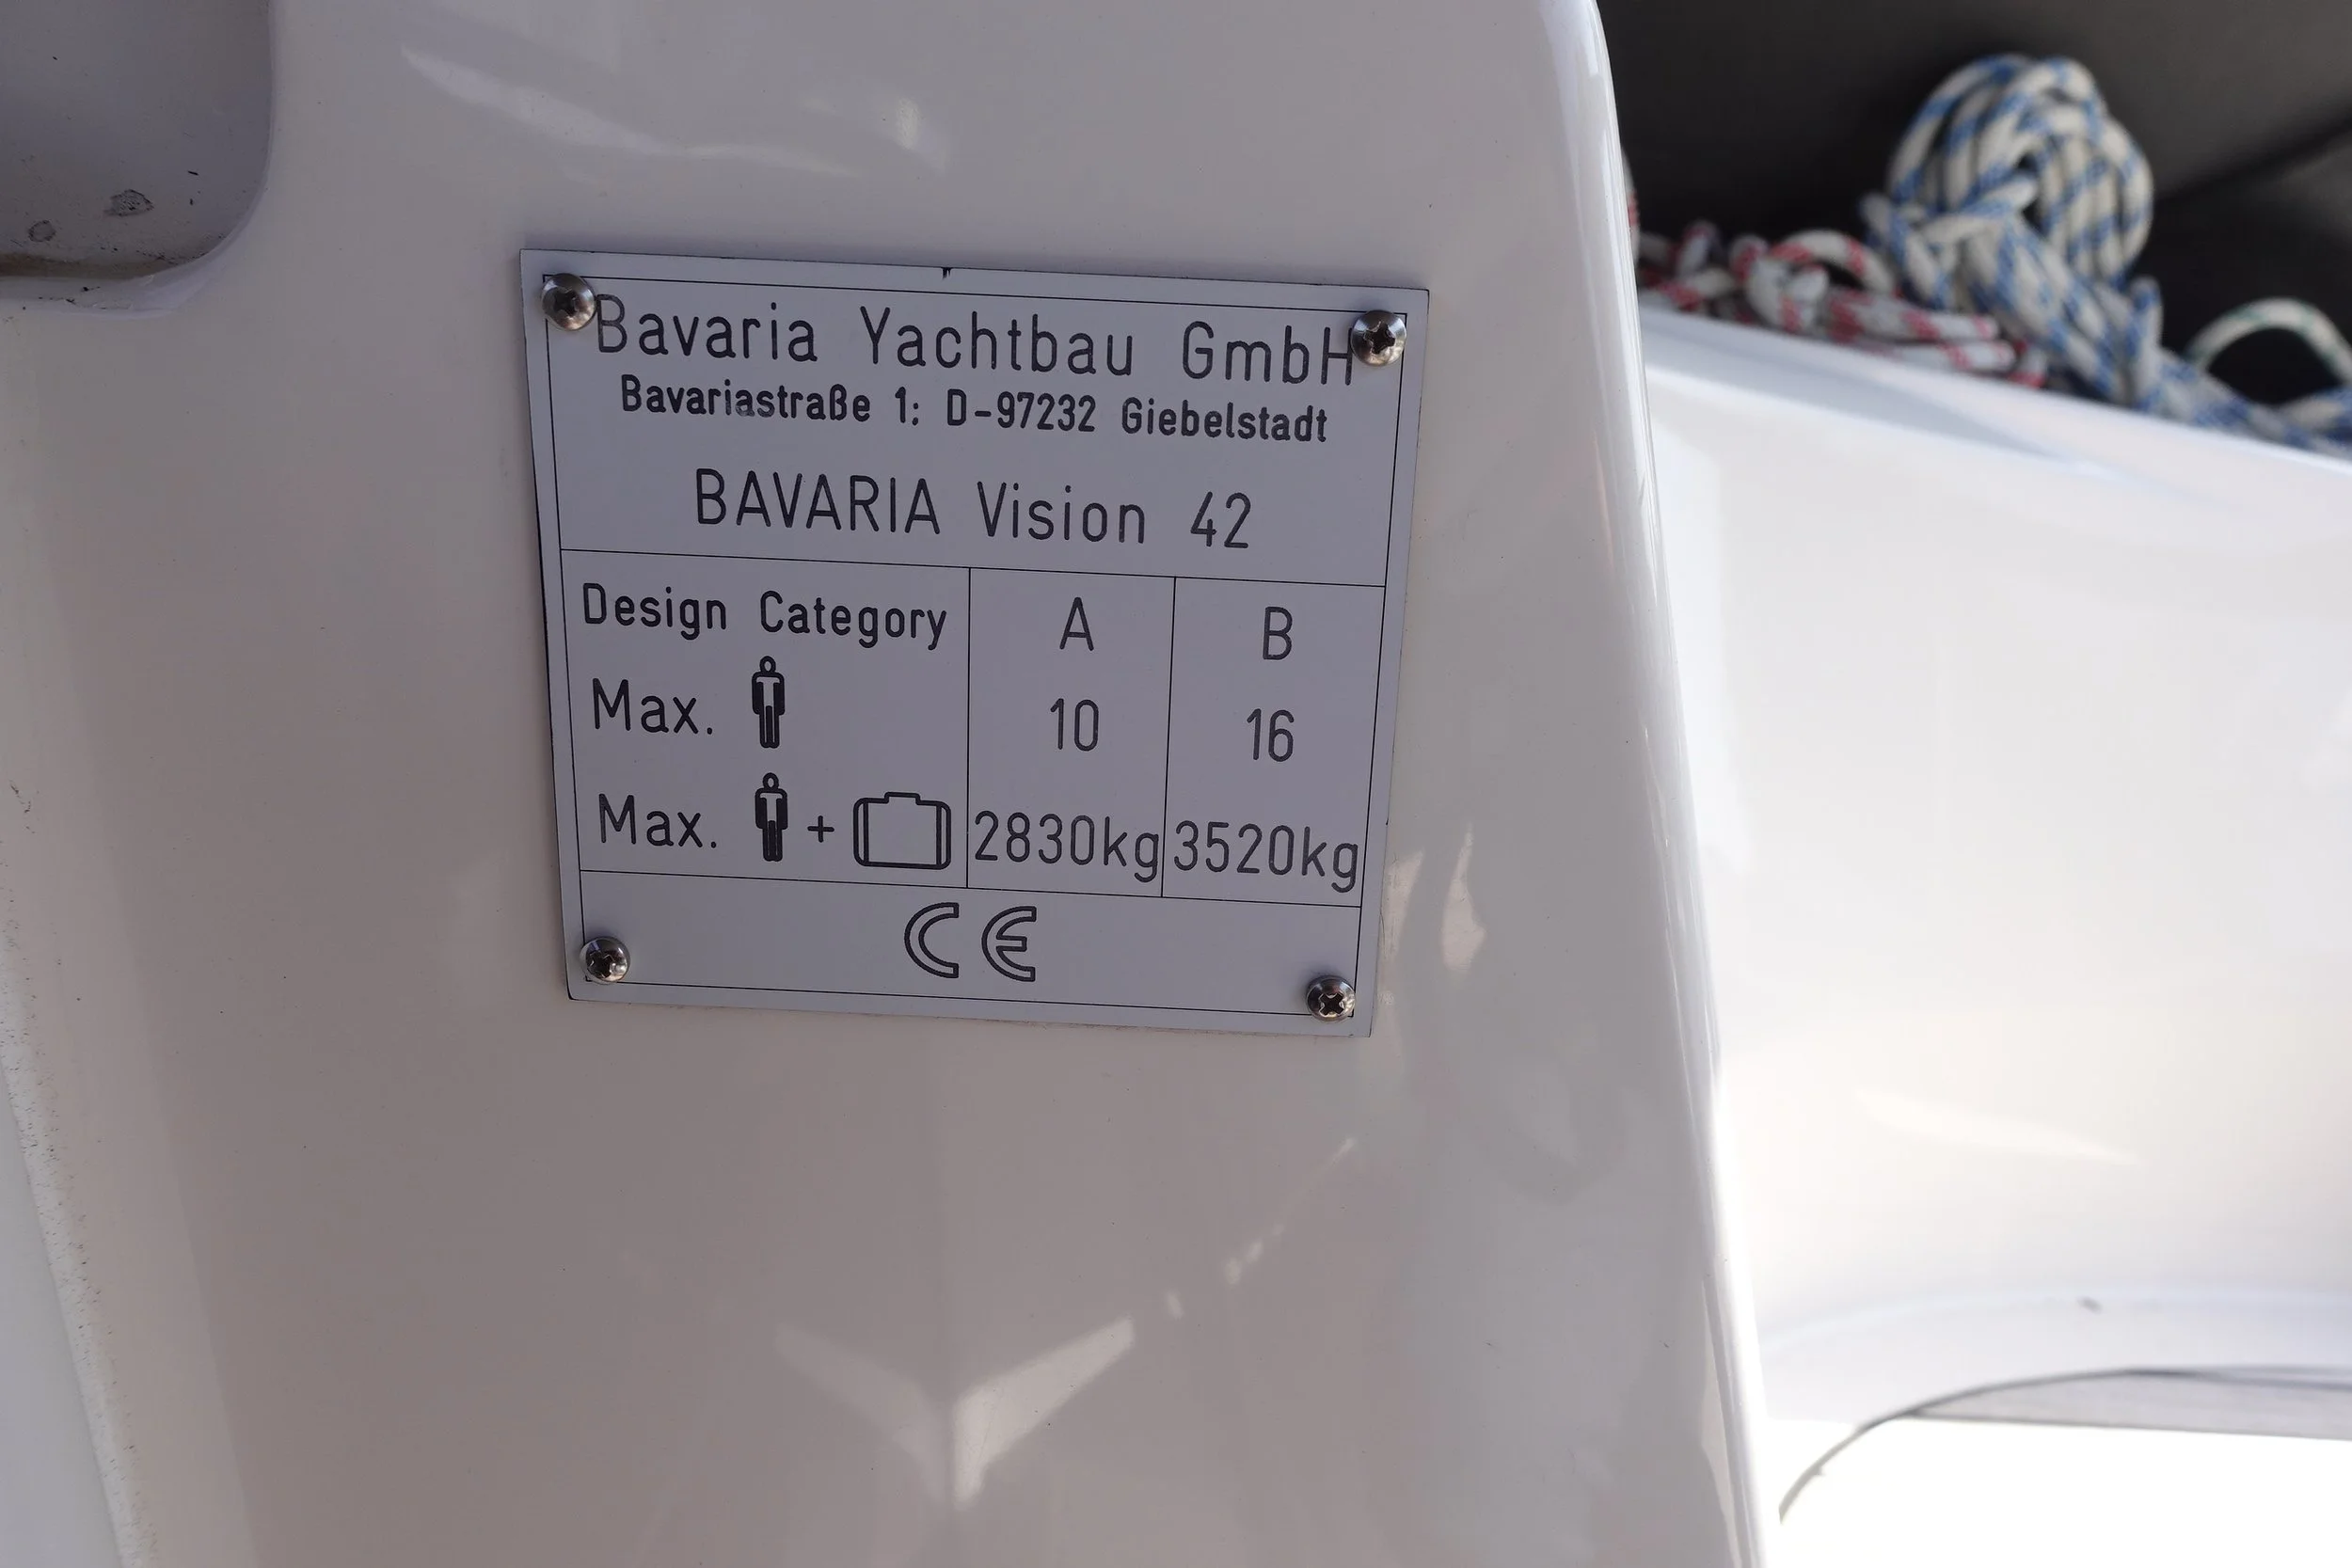 Bavaria Yachtbau GmbH
Bavariastraße 1; D-97232 Giebelstadt
BAVARIA Vision 42
Design Category A B
Max. 10 16
Max. + 2830kg 3520kg
CE